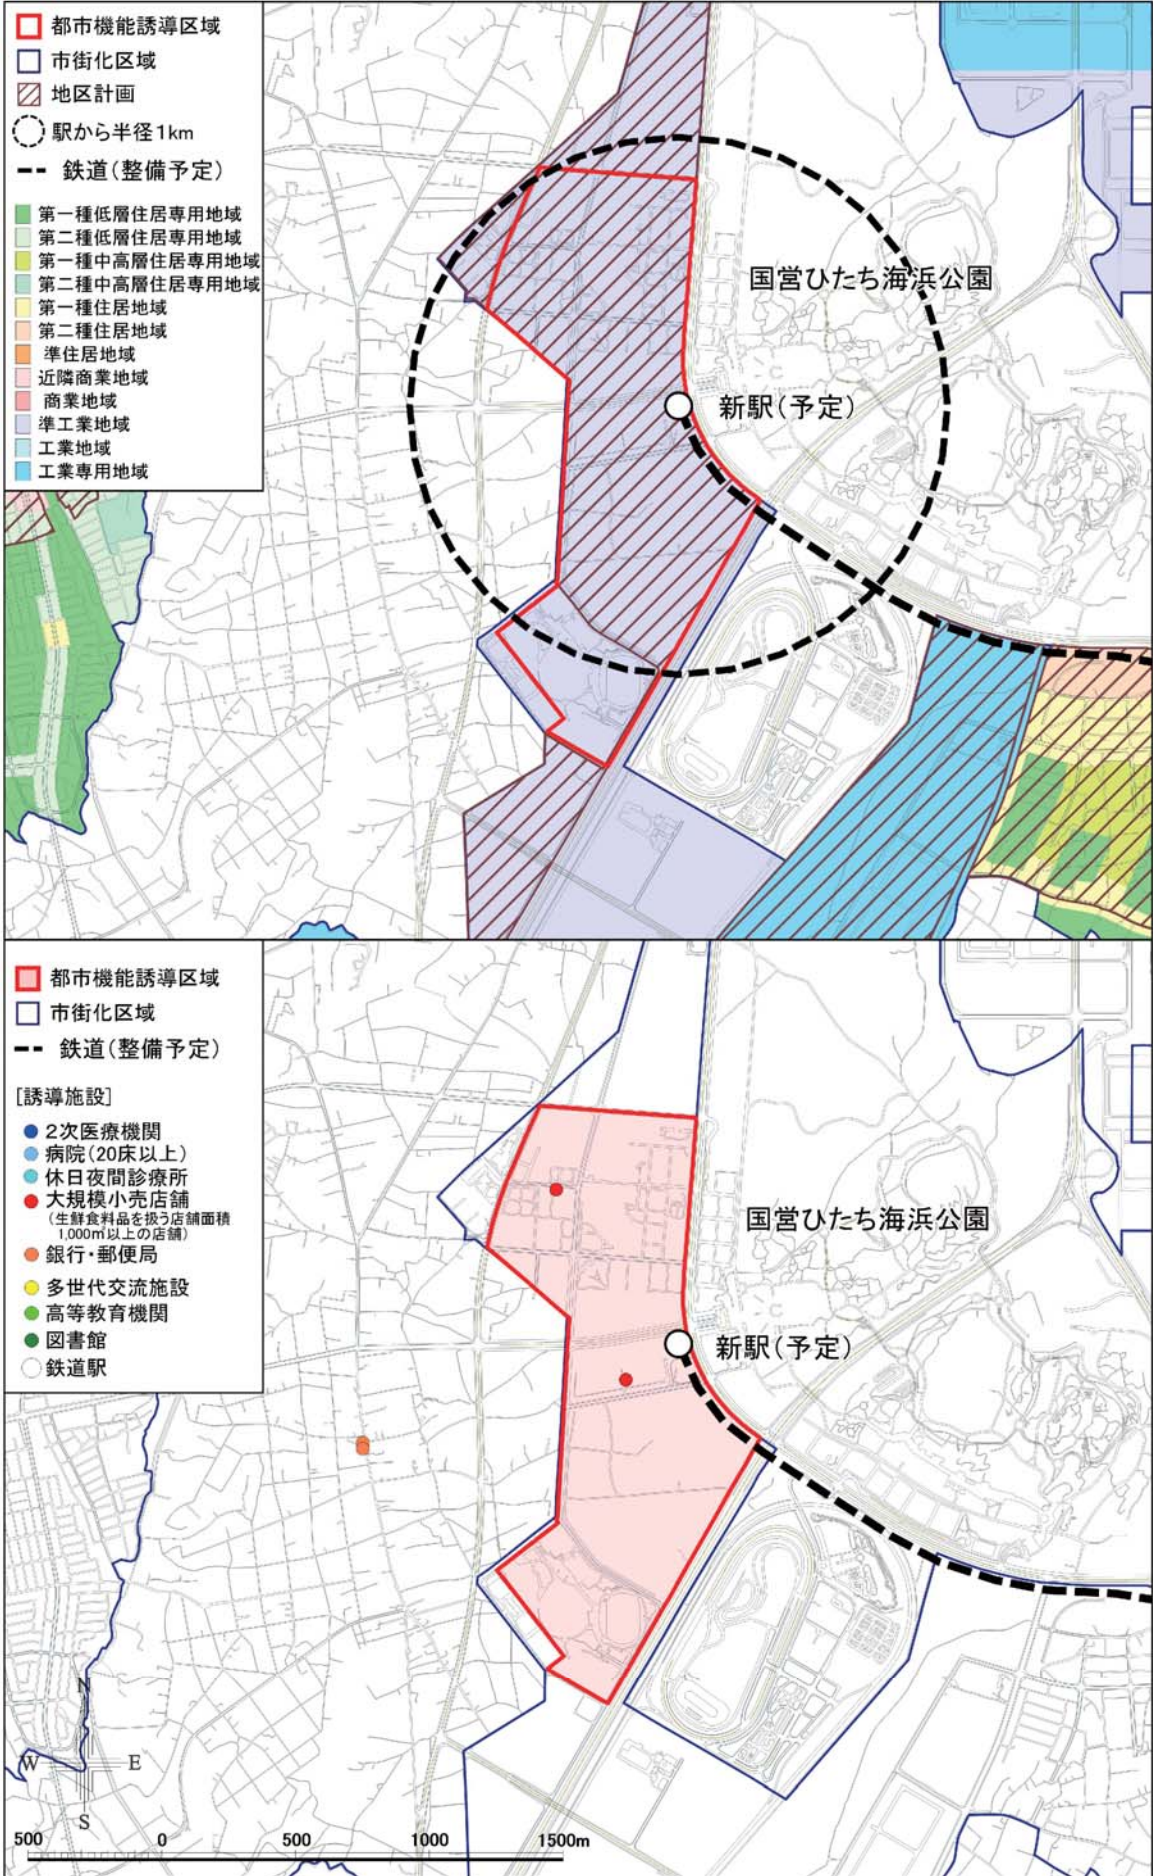 都市機能誘導区域
市街化区域
地区計画
駅から半径1km
鉄道(整備予定)
第一種低層住居専用地域
第二種低層住居専用地域
第一種中高層住居専用地域
第二種中高層住居専用地域
第一種住居地域
第二種住居地域
準住居地域
近隣商業地域
商業地域
準工業地域
工業地域
工業専用地域
国営ひたち海浜公園
新駅(予定)
都市機能誘導区域
市街化区域
鉄道(整備予定)
[誘導施設]
2次医療機関
病院(20床以上)
休日夜間診療所
大規模小売店舗
(生鮮食料品を扱う店舗面積
1,000㎡以上の店舗)
銀行・郵便局
多世代交流施設
高等教育機関
図書館
鉄道駅
国営ひたち海浜公園
新駅(予定)
N
W E
S
500 0 500 1000 1500m